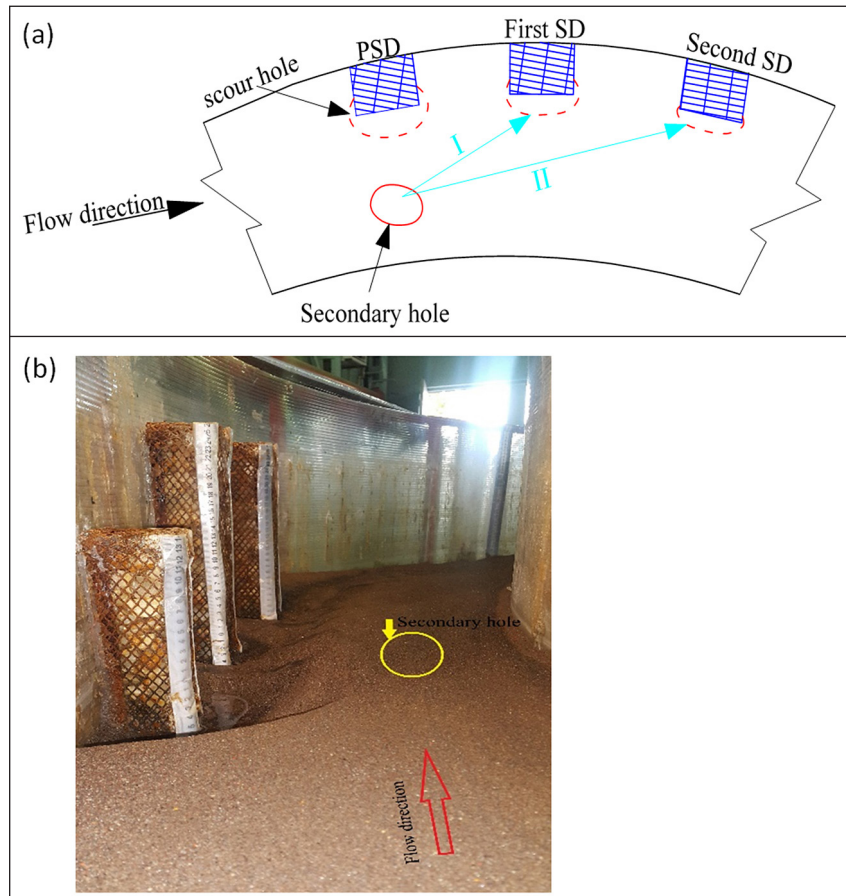 (a)
First SD
PSD
Second SD
scour hole
I
II
Flow direction
Secondary hole
(b)
Secondary hole
Flow direction